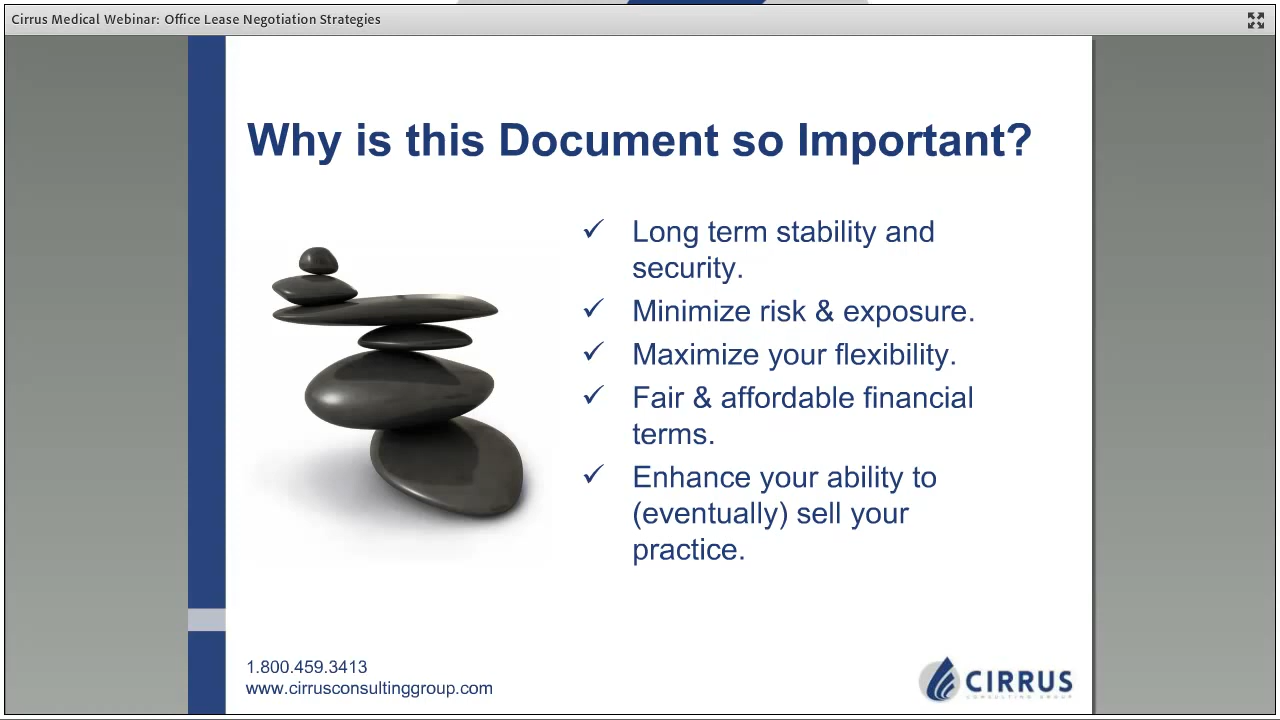 Cirrus Medical Webinar: Office Lease Negotiation Strategies
Why is this Document so Important?
✓ Long term stability and
security.
✓ Minimize risk & exposure.
✓ Maximize your flexibility.
✓ Fair & affordable financial
terms.
✓ Enhance your ability to
(eventually) sell your
practice.
1.800.459.3413
www.cirrusconsultinggroup.com
CIRRUS
CONSULTING GROUP